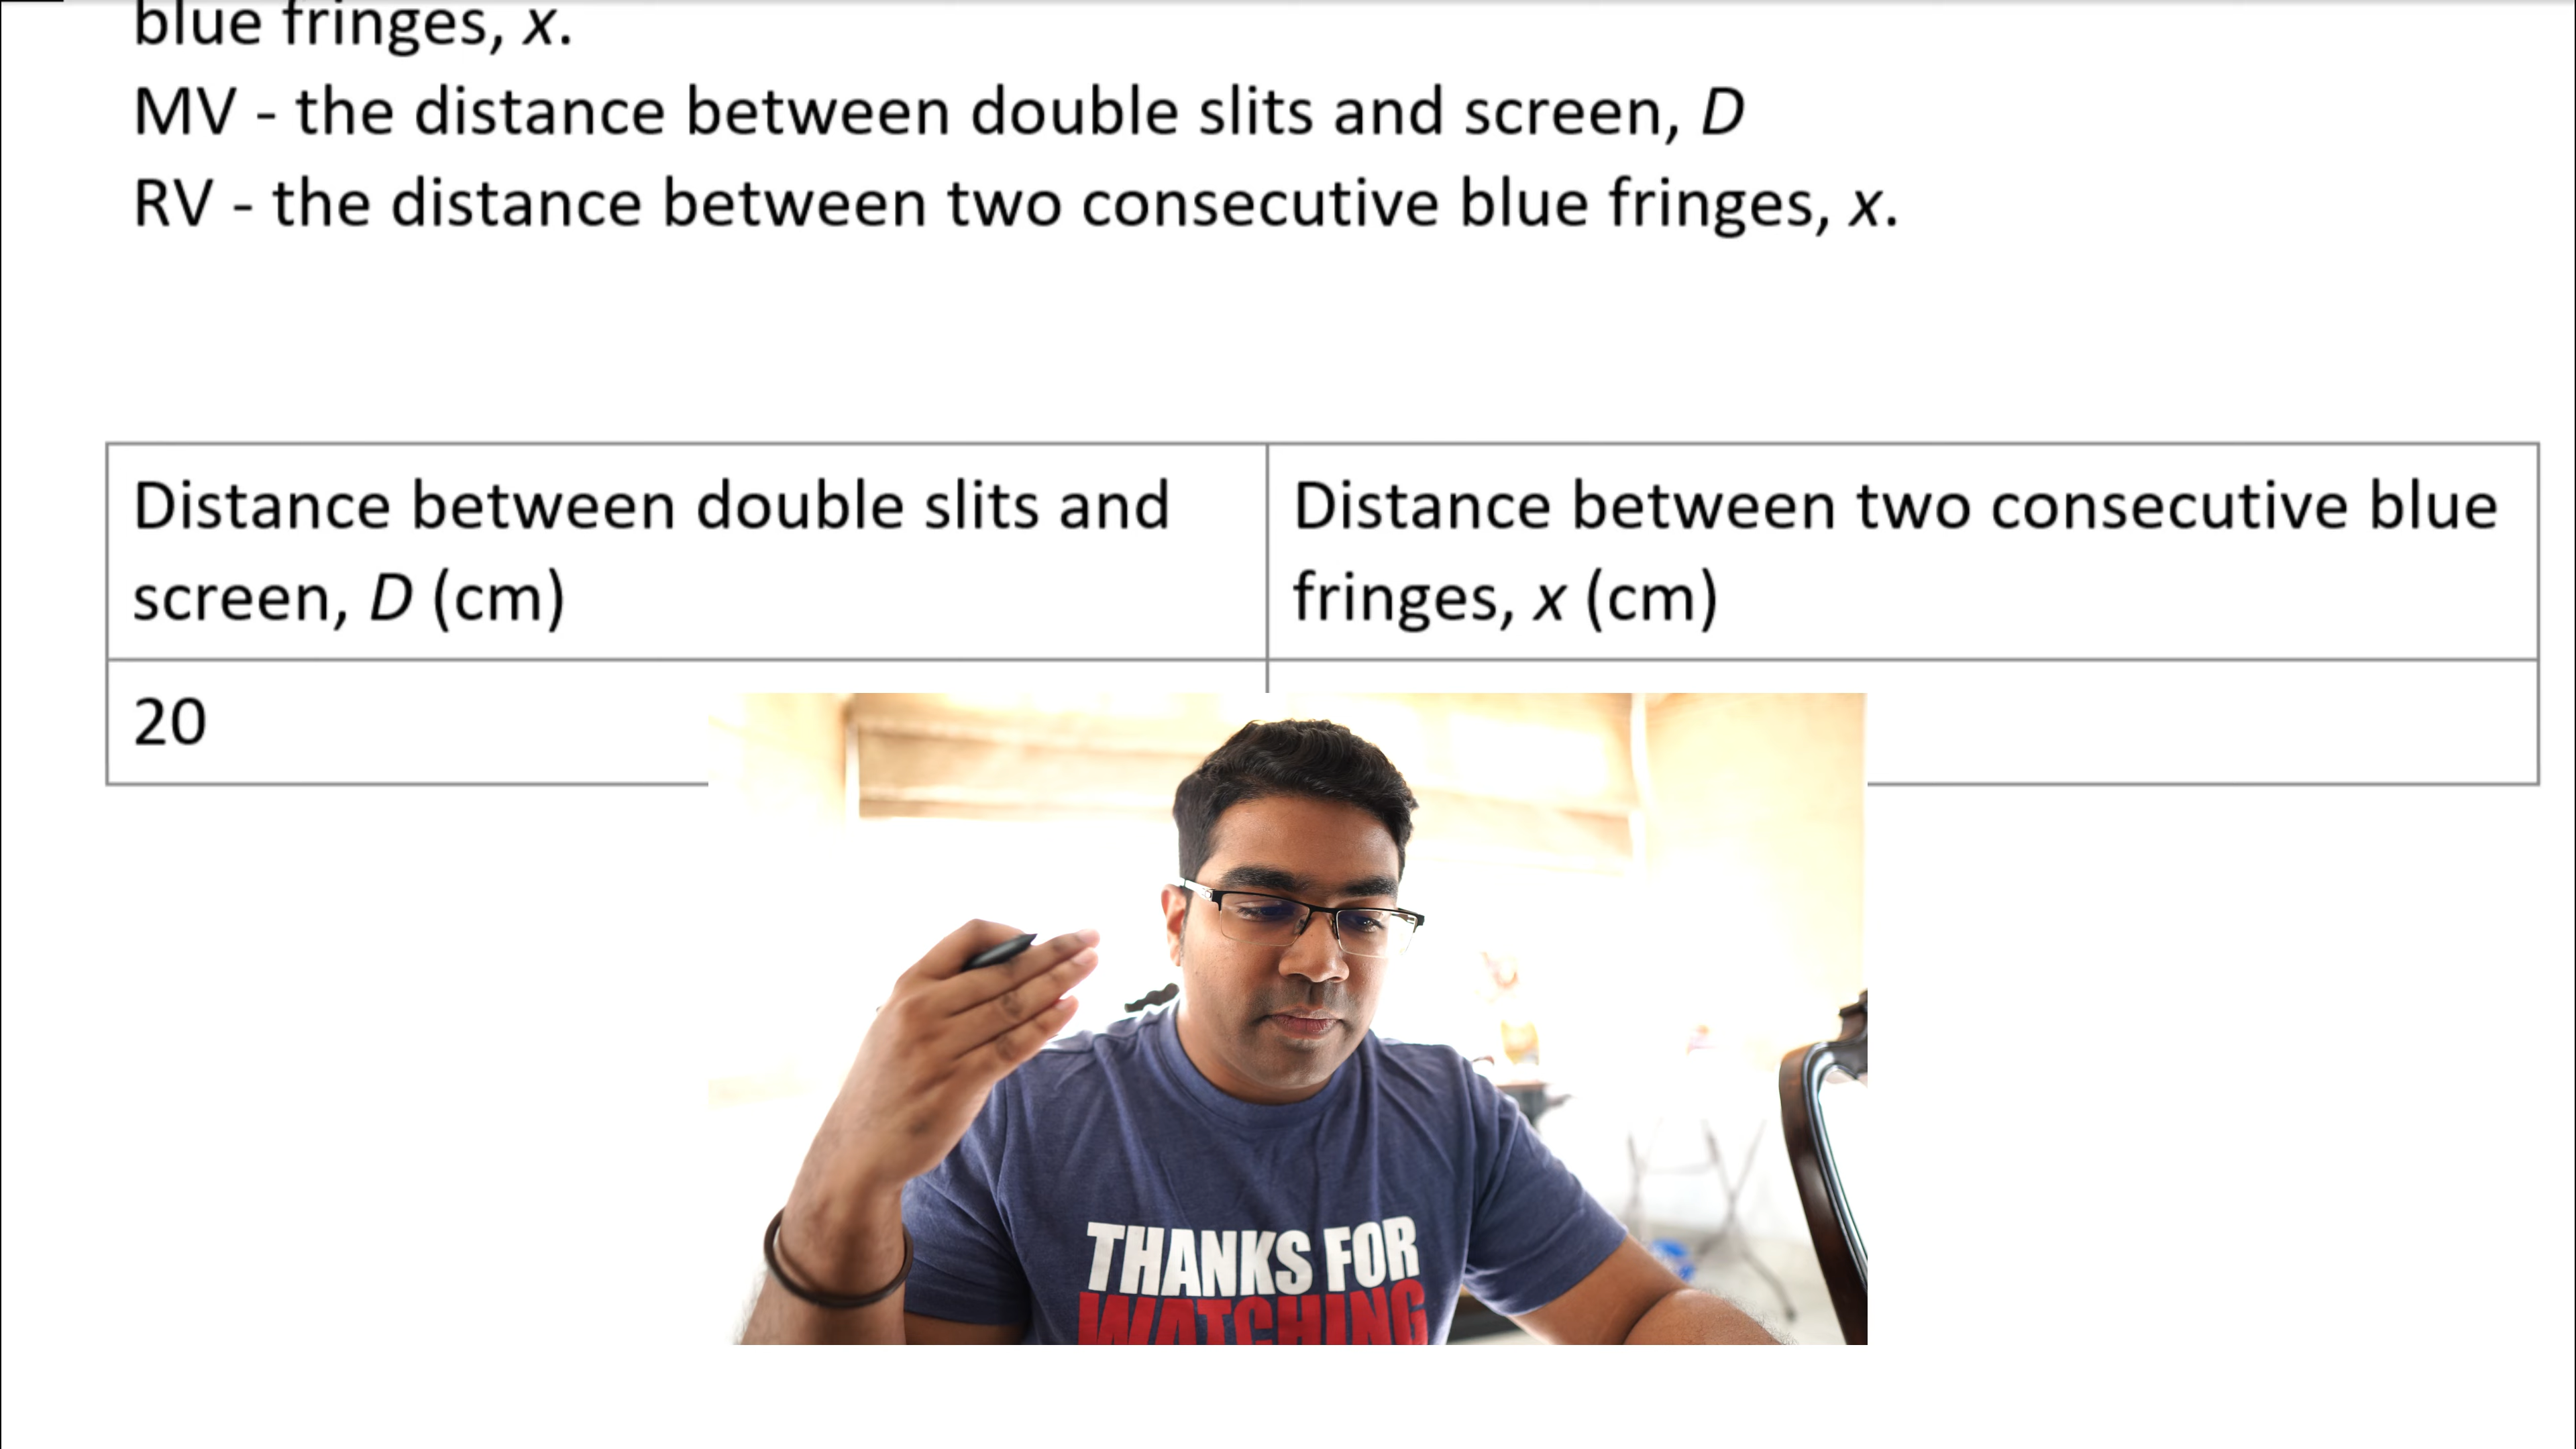 blue fringes, x.
MV - the distance between double slits and screen, D
RV - the distance between two consecutive blue fringes, x.
Distance between double slits and
screen, D (cm)
Distance between two consecutive blue
fringes, x (cm)
20
THANKS FOR
WATCHING